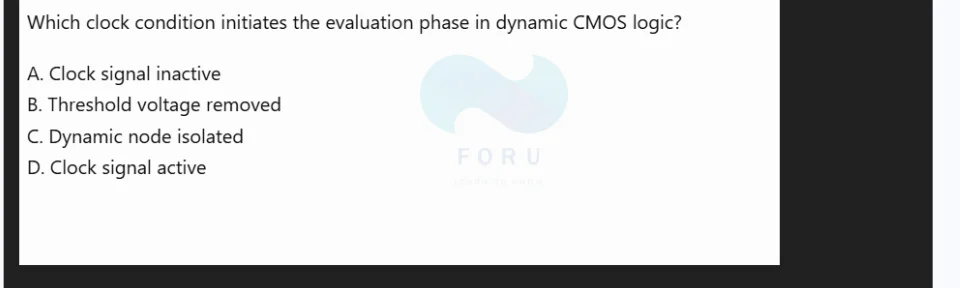 Which clock condition initiates the evaluation phase in dynamic CMOS logic?
A. Clock signal inactive
B. Threshold voltage removed
C. Dynamic node isolated
D. Clock signal active
FORU